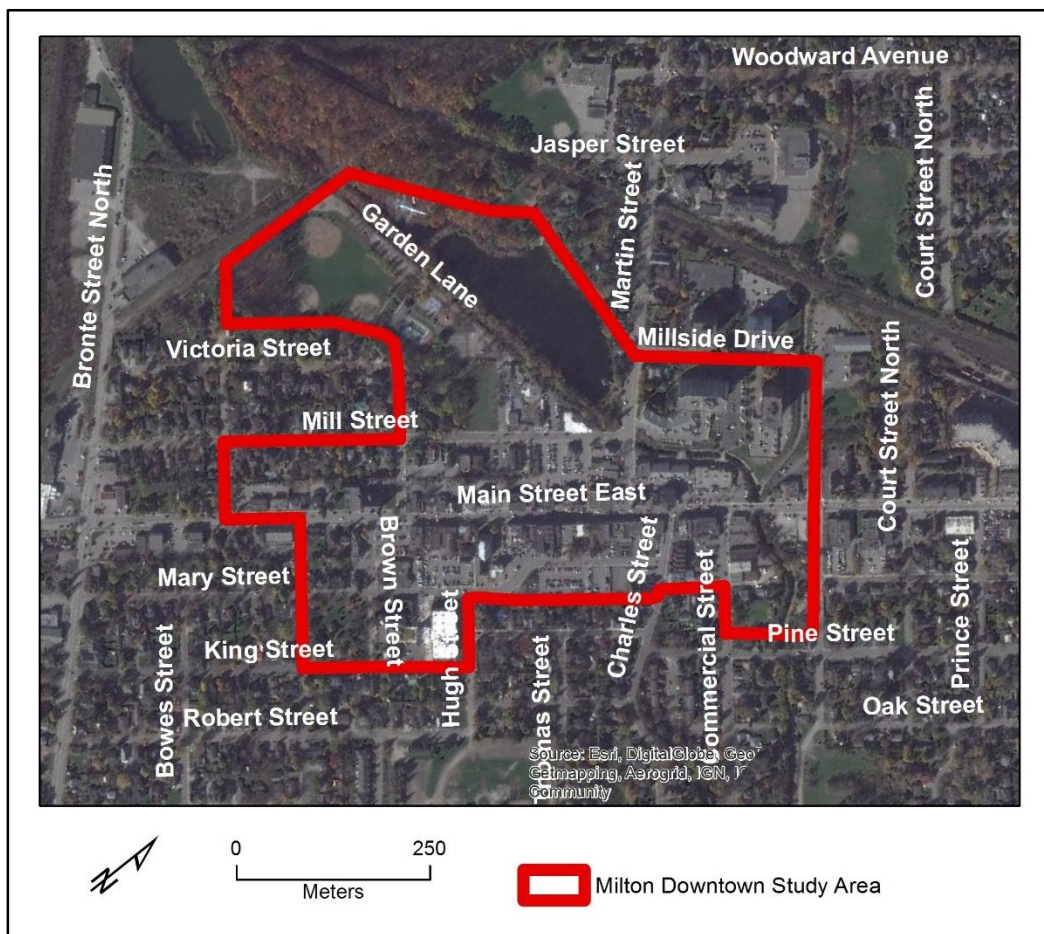 Woodward Avenue
Jasper Street
Court Street North
Bronte Street North
Martin Street
Garden Lane
Millside Drive
Victoria Street
Court Street North
Mill Street
Main Street East
Brown Street
Charles Street
Commercial Street
Mary Street
Prince Street
Hugh Street
King Street
Pine Street
Bowes Street
Street
Robert Street
Oak Street
Source: Esri, DigitalGlobe, Geo
Getmapping, Aerogrid, IGN,
Community
N
0 250
Meters
Milton Downtown Study Area